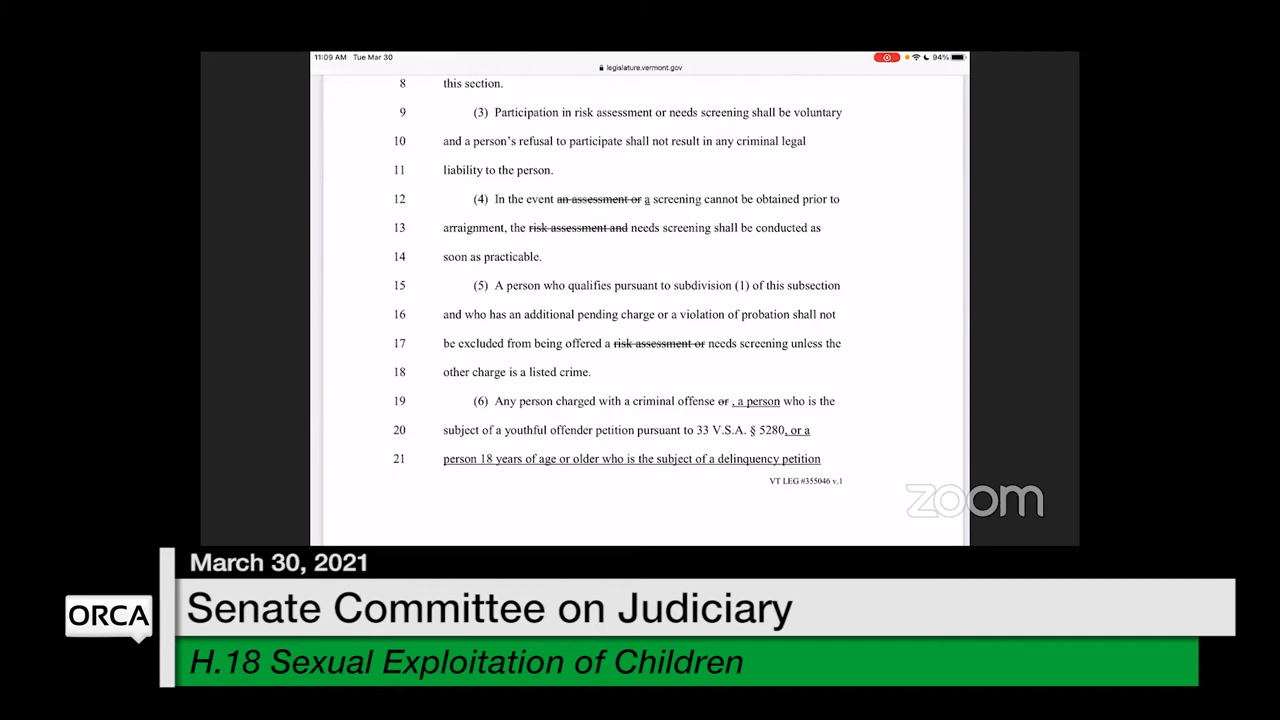 11:09 AM Tue Mar 30
94%
legislature.vermont.gov
8 this section.
9 (3) Participation in risk assessment or needs screening shall be voluntary
10 and a person's refusal to participate shall not result in any criminal legal
11 liability to the person.
12 (4) In the event an assessment or a screening cannot be obtained prior to
13 arraignment, the risk assessment and needs screening shall be conducted as
14 soon as practicable.
15 (5) A person who qualifies pursuant to subdivision (1) of this subsection
16 and who has an additional pending charge or a violation of probation shall not
17 be excluded from being offered a risk assessment or needs screening unless the
18 other charge is a listed crime.
19 (6) Any person charged with a criminal offense or , a person who is the
20 subject of a youthful offender petition pursuant to 33 V.S.A. § 5280, or a
21 person 18 years of age or older who is the subject of a delinquency petition
VT LEG #355046 v.1
zoom
March 30, 2021
ORCA
Senate Committee on Judiciary
H.18 Sexual Exploitation of Children